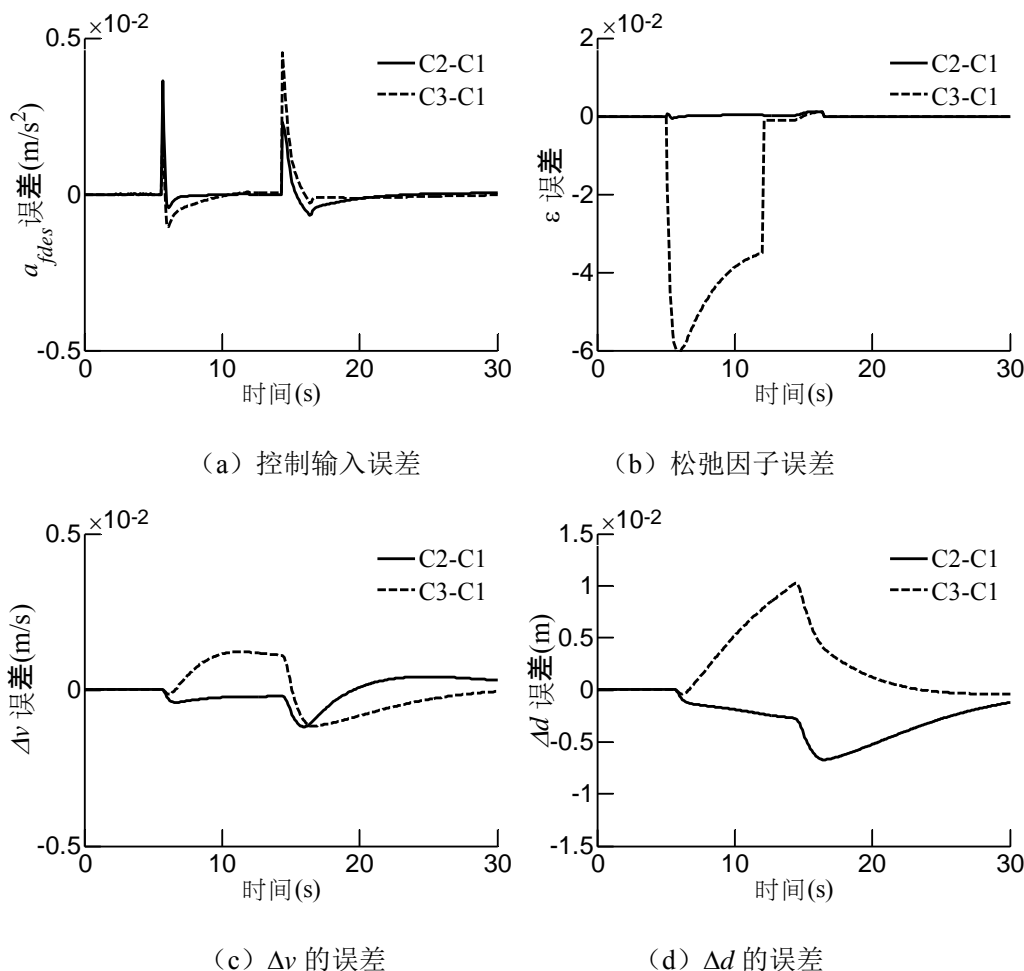 0.5 ×10-2
C2-C1
C3-C1
0
-0.5
0 10 20 30
afdes 误差(m/s2)
时间(s)
(a)控制输入误差
2 ×10-2
C2-C1
C3-C1
0
-2
-4
-6
0 10 20 30
ε 误差
时间(s)
(b)松弛因子误差
0.5 ×10-2
C2-C1
C3-C1
0
-0.5
0 10 20 30
Δv 误差(m/s)
时间(s)
(c)Δv 的误差
1.5 ×10-2
C2-C1
C3-C1
1
0.5
0
-0.5
-1
-1.5
0 10 20 30
Δd 误差(m)
时间(s)
(d)Δd 的误差